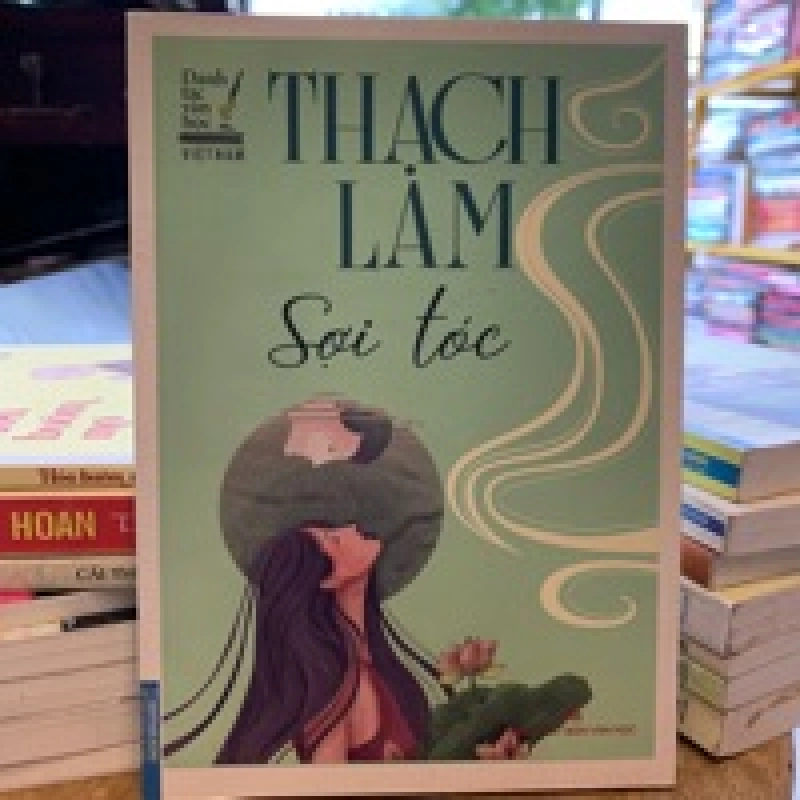 Danh
tác
văn
học
VIỆT NAM
THẠCH
LAM
Sợi tóc
HOAN